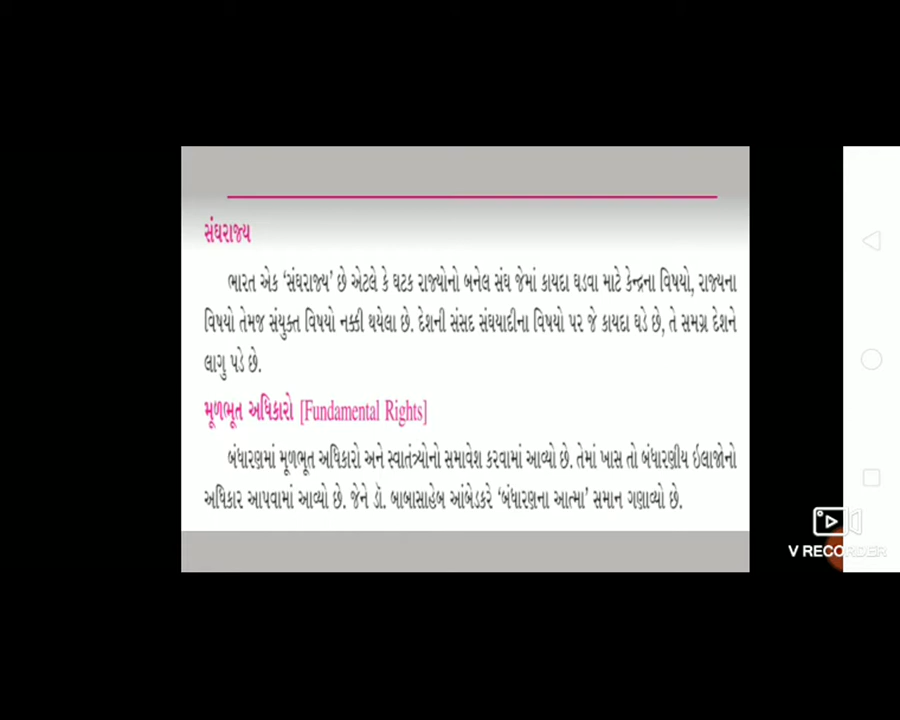 સંઘરાજ્ય
ભારત એક ‘સંઘરાજ્ય’ છે એટલે કે ઘટક રાજ્યોનો બનેલ સંઘ જેમાં કાયદા ઘડવા માટે કેન્દ્રના વિષયો, રાજ્યના
વિષયો તેમજ સંયુક્ત વિષયો નક્કી થયેલા છે. દેશની સંસદ સંઘયાદીના વિષયો પર જે કાયદા ઘડે છે, તે સમગ્ર દેશને
લાગુ પડે છે.
મૂળભૂત અધિકારો [Fundamental Rights]
બંધારણમાં મૂળભૂત અધિકારો અને સ્વાતંત્ર્યોનો સમાવેશ કરવામાં આવ્યો છે. તેમાં ખાસ તો બંધારણીય ઇલાજોનો
અધિકાર આપવામાં આવ્યો છે. જેને ડૉ. બાબાસાહેબ આંબેડકરે ‘બંધારણના આત્મા’ સમાન ગણાવ્યો છે.
V RECORDER